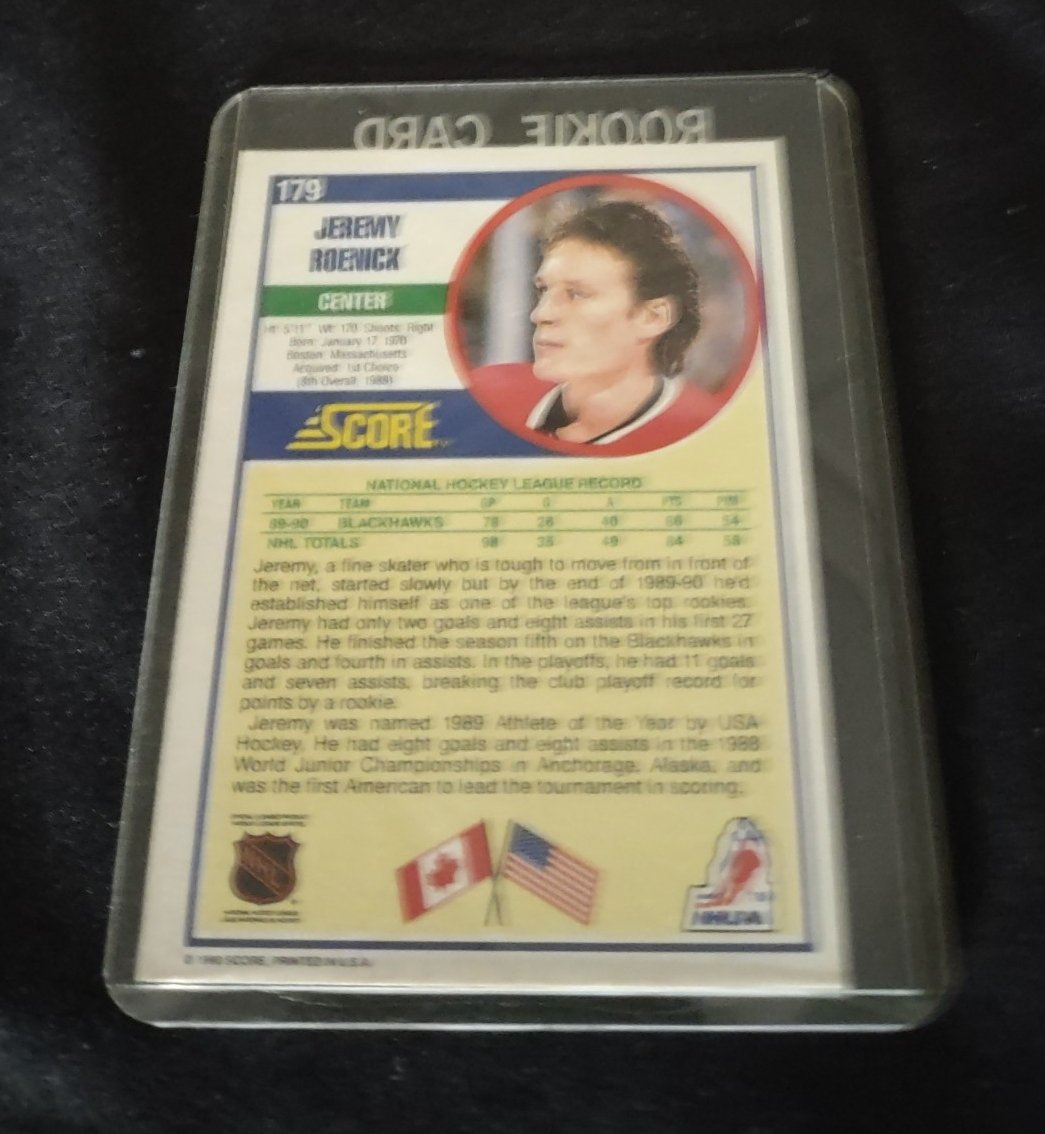 ROOKIE CARD
179
JEREMY
ROENICK
CENTER
Ht: 5'11" Wt: 170 Shoots: Right
Born: January 17, 1970
Boston, Massachusetts
Acquired: 1st Choice
(8th Overall, 1988)
SCORE
NATIONAL HOCKEY LEAGUE RECORD
YEAR TEAM GP G A PTS PIM
89-90 BLACKHAWKS 78 26 40 66 54
NHL TOTALS 98 35 49 84 58
Jeremy, a fine skater who is tough to move from in front of
the net, started slowly but by the end of 1989-90 he'd
established himself as one of the league's top rookies.
Jeremy had only two goals and eight assists in his first 27
games. He finished the season fifth on the Blackhawks in
goals and fourth in assists. In the playoffs, he had 11 goals
and seven assists, breaking the club playoff record for
points by a rookie.
Jeremy was named 1989 Athlete of the Year by USA
Hockey. He had eight goals and eight assists in the 1988
World Junior Championships in Anchorage, Alaska, and
was the first American to lead the tournament in scoring.
NHL
NHLPA
© 1990 SCORE, PRINTED IN U.S.A.